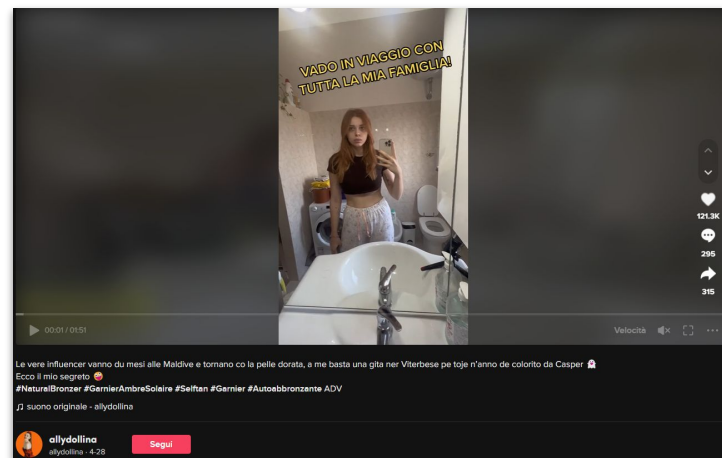 VADO IN VIAGGIO CON
TUTTA LA MIA FAMIGLIA!
121.3K
295
315
00:01 / 01:51
Velocità
Le vere influencer vanno du mesi alle Maldive e tornano co la pelle dorata, a me basta una gita ner Viterbese pe toje n'anno de colorito da Casper 👻
Ecco il mio segreto 🤪
#NaturalBronzer #GarnierAmbreSolaire #Selftan #Garnier #Autoabbronzante ADV
♫ suono originale - allydollina
allydollina
allydollina · 4-28
Segui